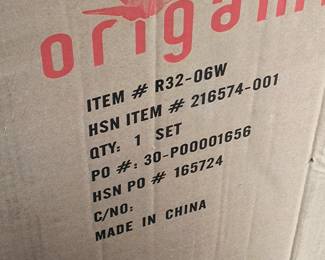 origami
ITEM # R32-06W
HSN ITEM # 216574-001
QTY: 1 SET
PO #: 30-P00001656
HSN PO # 165724
C/NO:
MADE IN CHINA